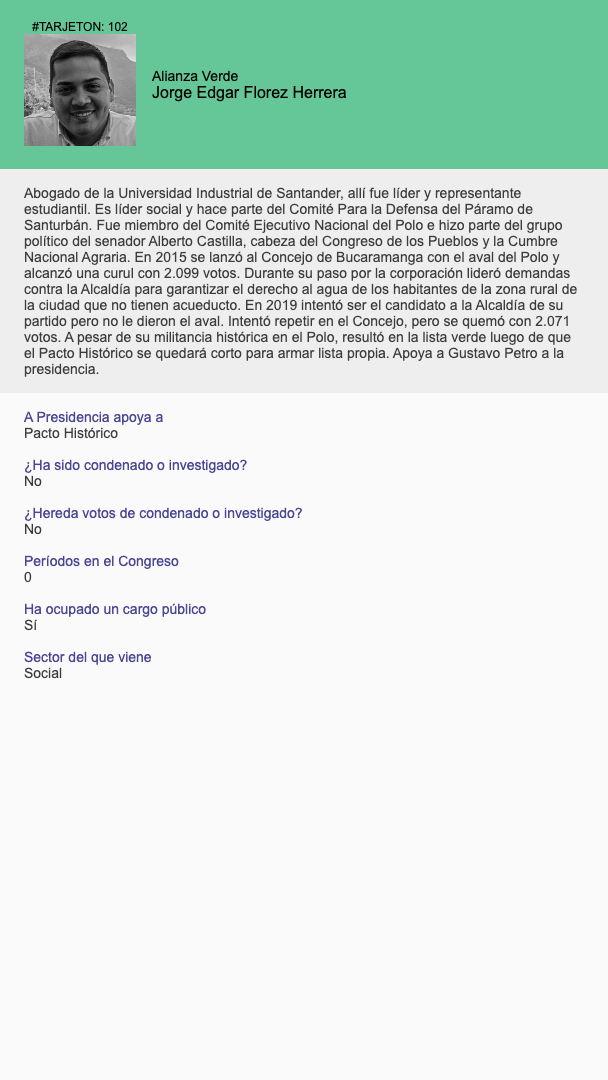 #TARJETON: 102
Alianza Verde
Jorge Edgar Florez Herrera
Abogado de la Universidad Industrial de Santander, allí fue líder y representante
estudiantil. Es líder social y hace parte del Comité Para la Defensa del Páramo de
Santurbán. Fue miembro del Comité Ejecutivo Nacional del Polo e hizo parte del grupo
político del senador Alberto Castilla, cabeza del Congreso de los Pueblos y la Cumbre
Nacional Agraria. En 2015 se lanzó al Concejo de Bucaramanga con el aval del Polo y
alcanzó una curul con 2.099 votos. Durante su paso por la corporación lideró demandas
contra la Alcaldía para garantizar el derecho al agua de los habitantes de la zona rural de
la ciudad que no tienen acueducto. En 2019 intentó ser el candidato a la Alcaldía de su
partido pero no le dieron el aval. Intentó repetir en el Concejo, pero se quemó con 2.071
votos. A pesar de su militancia histórica en el Polo, resultó en la lista verde luego de que
el Pacto Histórico se quedará corto para armar lista propia. Apoya a Gustavo Petro a la
presidencia.
A Presidencia apoya a
Pacto Histórico
¿Ha sido condenado o investigado?
No
¿Hereda votos de condenado o investigado?
No
Períodos en el Congreso
0
Ha ocupado un cargo público
Sí
Sector del que viene
Social